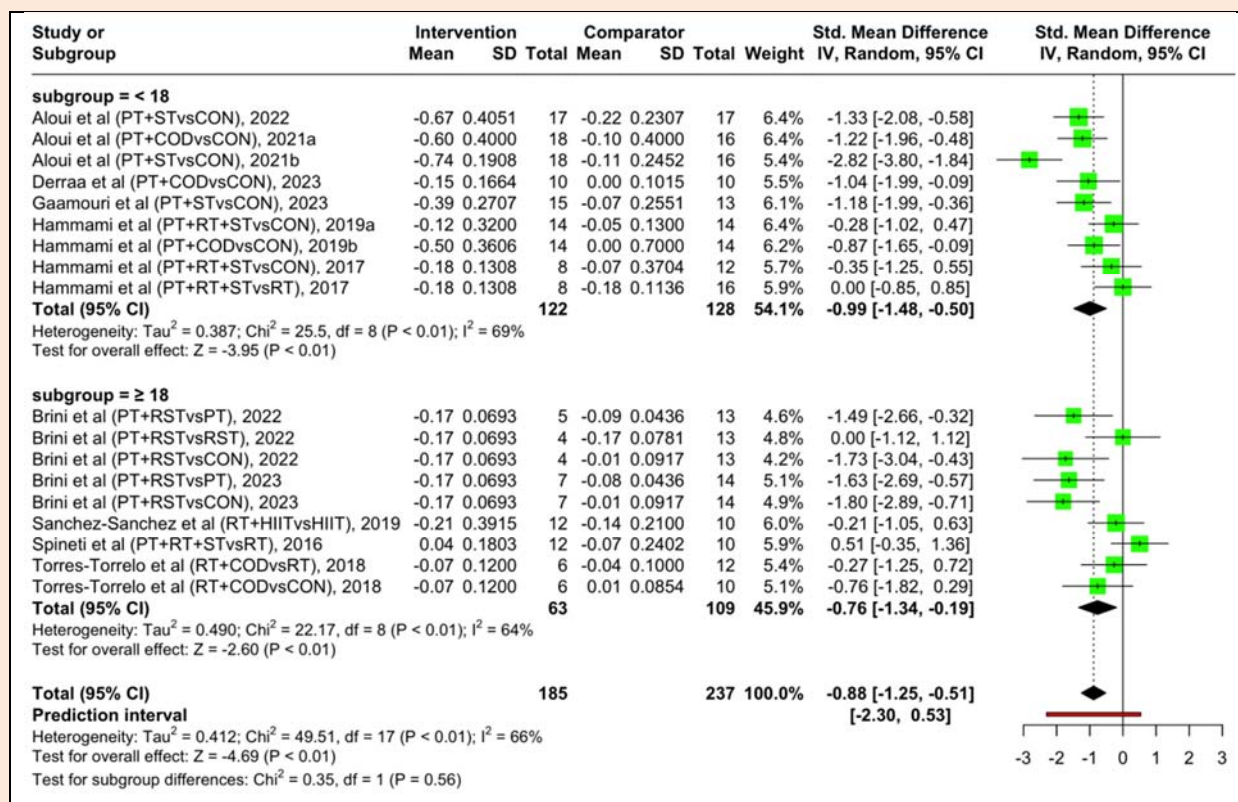 Study or Intervention Comparator Std. Mean Difference Std. Mean Difference
Subgroup Mean SD Total Mean SD Total Weight IV, Random, 95% CI IV, Random, 95% CI
subgroup = < 18
Aloui et al (PT+STvsCON), 2022 -0.67 0.4051 17 -0.22 0.2307 17 6.4% -1.33 [-2.08, -0.58]
Aloui et al (PT+CODvsCON), 2021a -0.60 0.4000 18 -0.10 0.4000 16 6.4% -1.22 [-1.96, -0.48]
Aloui et al (PT+STvsCON), 2021b -0.74 0.1908 18 -0.11 0.2452 16 5.4% -2.82 [-3.80, -1.84]
Derraa et al (PT+CODvsCON), 2023 -0.15 0.1664 10 0.00 0.1015 10 5.5% -1.04 [-1.99, -0.09]
Gaamouri et al (PT+STvsCON), 2023 -0.39 0.2707 15 -0.07 0.2551 13 6.1% -1.18 [-1.99, -0.36]
Hammami et al (PT+RT+STvsCON), 2019a -0.12 0.3200 14 -0.05 0.1300 14 6.4% -0.28 [-1.02, 0.47]
Hammami et al (PT+CODvsCON), 2019b -0.50 0.3606 14 0.00 0.7000 14 6.2% -0.87 [-1.65, -0.09]
Hammami et al (PT+RT+STvsCON), 2017 -0.18 0.1308 8 -0.07 0.3704 12 5.7% -0.35 [-1.25, 0.55]
Hammami et al (PT+RT+STvsRT), 2017 -0.18 0.1308 8 -0.18 0.1136 16 5.9% 0.00 [-0.85, 0.85]
Total (95% CI) 122 128 54.1% -0.99 [-1.48, -0.50]
Heterogeneity: Tau² = 0.387; Chi² = 25.5, df = 8 (P < 0.01); I² = 69%
Test for overall effect: Z = -3.95 (P < 0.01)
subgroup = ≥ 18
Brini et al (PT+RSTvsPT), 2022 -0.17 0.0693 5 -0.09 0.0436 13 4.6% -1.49 [-2.66, -0.32]
Brini et al (PT+RSTvsRST), 2022 -0.17 0.0693 4 -0.17 0.0781 13 4.8% 0.00 [-1.12, 1.12]
Brini et al (PT+RSTvsCON), 2022 -0.17 0.0693 4 -0.01 0.0917 13 4.2% -1.73 [-3.04, -0.43]
Brini et al (PT+RSTvsPT), 2023 -0.17 0.0693 7 -0.08 0.0436 14 5.0% -1.63 [-2.69, -0.57]
Brini et al (PT+RSTvsCON), 2023 -0.17 0.0693 7 -0.01 0.0917 14 4.9% -1.80 [-2.89, -0.71]
Sanchez-Sanchez et al (RT+HIITvsHIIT), 2019 -0.21 0.3915 12 -0.14 0.2100 10 6.0% -0.21 [-1.05, 0.63]
Spineti et al (PT+RT+STvsRT), 2016 0.04 0.1803 12 -0.07 0.2402 10 5.9% 0.51 [-0.35, 1.36]
Torres-Torrelo et al (RT+CODvsRT), 2018 -0.07 0.1200 6 -0.04 0.1000 12 5.4% -0.27 [-1.25, 0.72]
Torres-Torrelo et al (RT+CODvsCON), 2018 -0.07 0.1200 6 0.01 0.0854 10 5.1% -0.76 [-1.82, 0.29]
Total (95% CI) 63 109 45.9% -0.76 [-1.34, -0.19]
Heterogeneity: Tau² = 0.490; Chi² = 22.17, df = 8 (P < 0.01); I² = 64%
Test for overall effect: Z = -2.60 (P < 0.01)
Total (95% CI) 185 237 100.0% -0.88 [-1.25, -0.51]
Prediction interval [-2.30, 0.53]
Heterogeneity: Tau² = 0.412; Chi² = 49.51, df = 17 (P < 0.01); I² = 66%
Test for overall effect: Z = -4.69 (P < 0.01)
Test for subgroup differences: Chi² = 0.35, df = 1 (P = 0.56)
-3 -2 -1 0 1 2 3